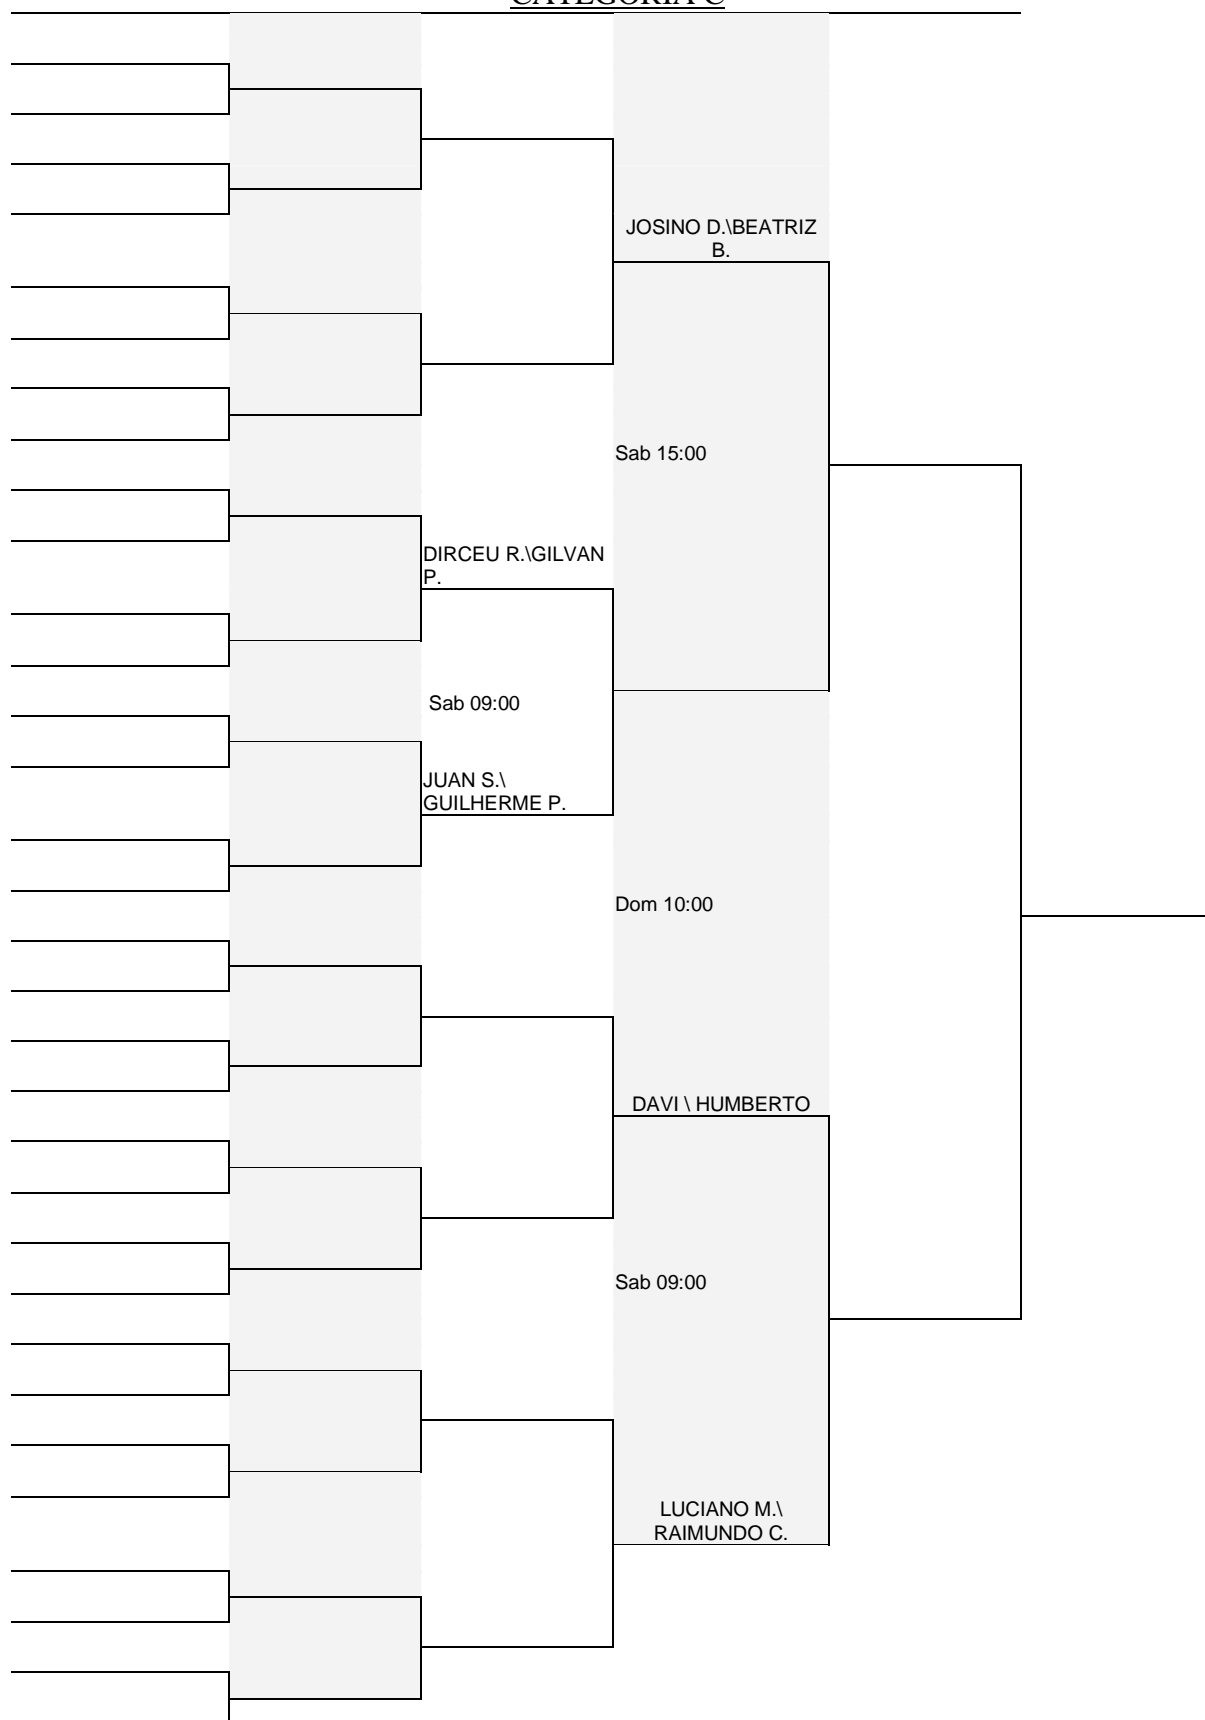 CATEGORIA C
JOSINO D.\BEATRIZ
B.
Sab 15:00
DIRCEU R.\GILVAN
P.
Sab 09:00
JUAN S.\
GUILHERME P.
Dom 10:00
DAVI \ HUMBERTO
Sab 09:00
LUCIANO M.\
RAIMUNDO C.